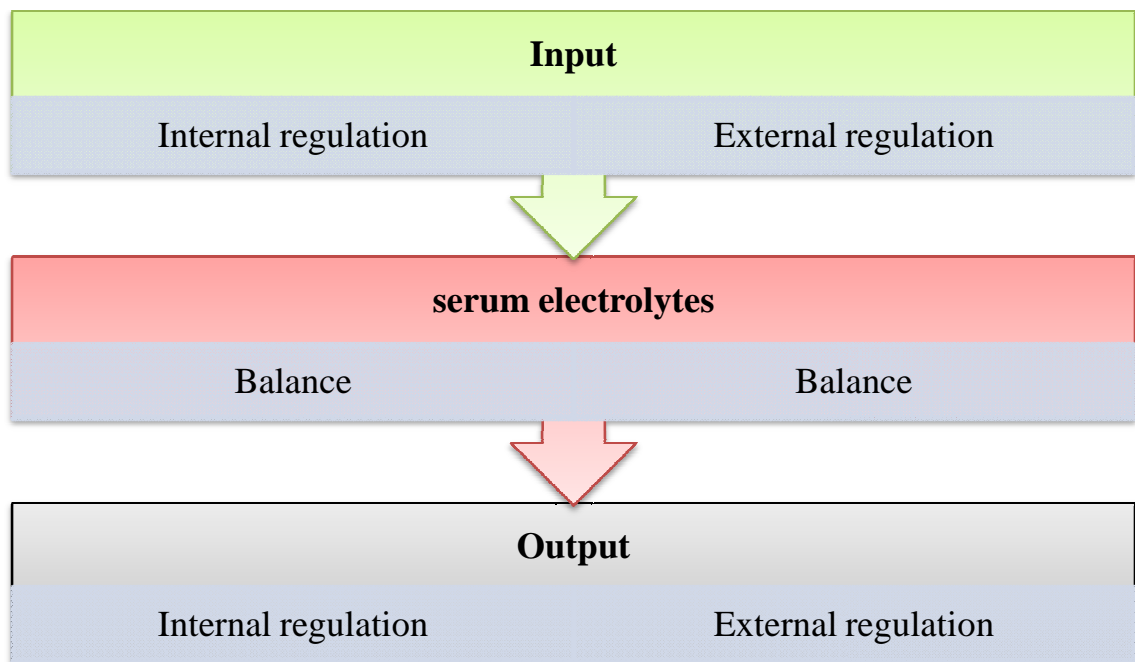 Input
Internal regulation External regulation
serum electrolytes
Balance Balance
Output
Internal regulation External regulation